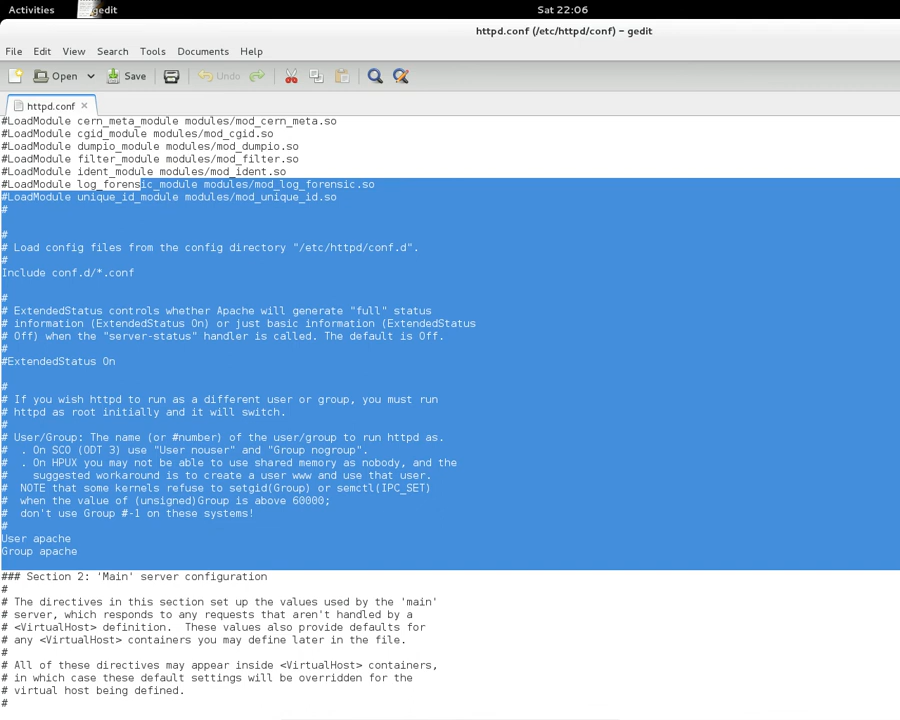 Activities gedit Sat 22:06
httpd.conf (/etc/httpd/conf) - gedit
File Edit View Search Tools Documents Help
Open Save Undo
httpd.conf
#LoadModule cern_meta_module modules/mod_cern_meta.so
#LoadModule cgid_module modules/mod_cgid.so
#LoadModule dumpio_module modules/mod_dumpio.so
#LoadModule filter_module modules/mod_filter.so
#LoadModule ident_module modules/mod_ident.so
#LoadModule log_forensic_module modules/mod_log_forensic.so
#LoadModule unique_id_module modules/mod_unique_id.so
#
#
# Load config files from the config directory "/etc/httpd/conf.d".
#
Include conf.d/*.conf
#
# ExtendedStatus controls whether Apache will generate "full" status
# information (ExtendedStatus On) or just basic information (ExtendedStatus
# Off) when the "server-status" handler is called. The default is Off.
#
#ExtendedStatus On
#
# If you wish httpd to run as a different user or group, you must run
# httpd as root initially and it will switch.
#
# User/Group: The name (or #number) of the user/group to run httpd as.
#  . On SCO (ODT 3) use "User nouser" and "Group nogroup".
#  . On HPUX you may not be able to use shared memory as nobody, and the
#    suggested workaround is to create a user www and use that user.
#  NOTE that some kernels refuse to setgid(Group) or semctl(IPC_SET)
#  when the value of (unsigned)Group is above 60000;
#  don't use Group #-1 on these systems!
#
User apache
Group apache
### Section 2: 'Main' server configuration
#
# The directives in this section set up the values used by the 'main'
# server, which responds to any requests that aren't handled by a
# <VirtualHost> definition.  These values also provide defaults for
# any <VirtualHost> containers you may define later in the file.
#
# All of these directives may appear inside <VirtualHost> containers,
# in which case these default settings will be overridden for the
# virtual host being defined.
#